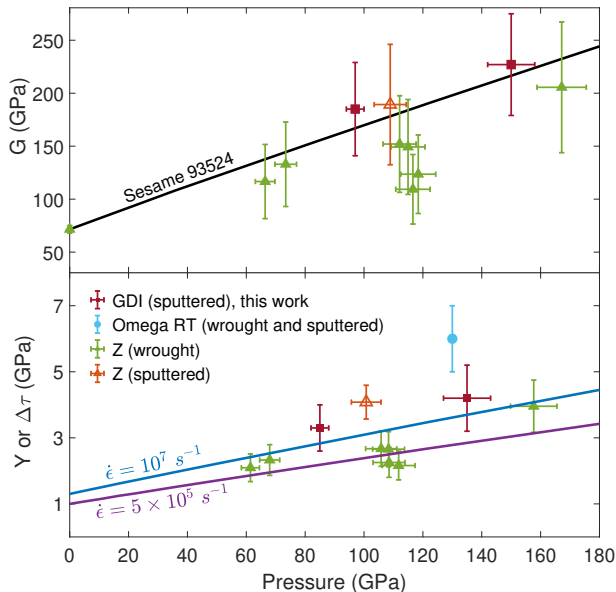 250
200
150
100
50
G (GPa)
Sesame 93524
7
5
3
1
Y or Δτ (GPa)
GDI (sputtered), this work
Omega RT (wrought and sputtered)
Z (wrought)
Z (sputtered)
ϵ̇ = 10⁷ s⁻¹
ϵ̇ = 5 × 10⁵ s⁻¹
0 20 40 60 80 100 120 140 160 180
Pressure (GPa)